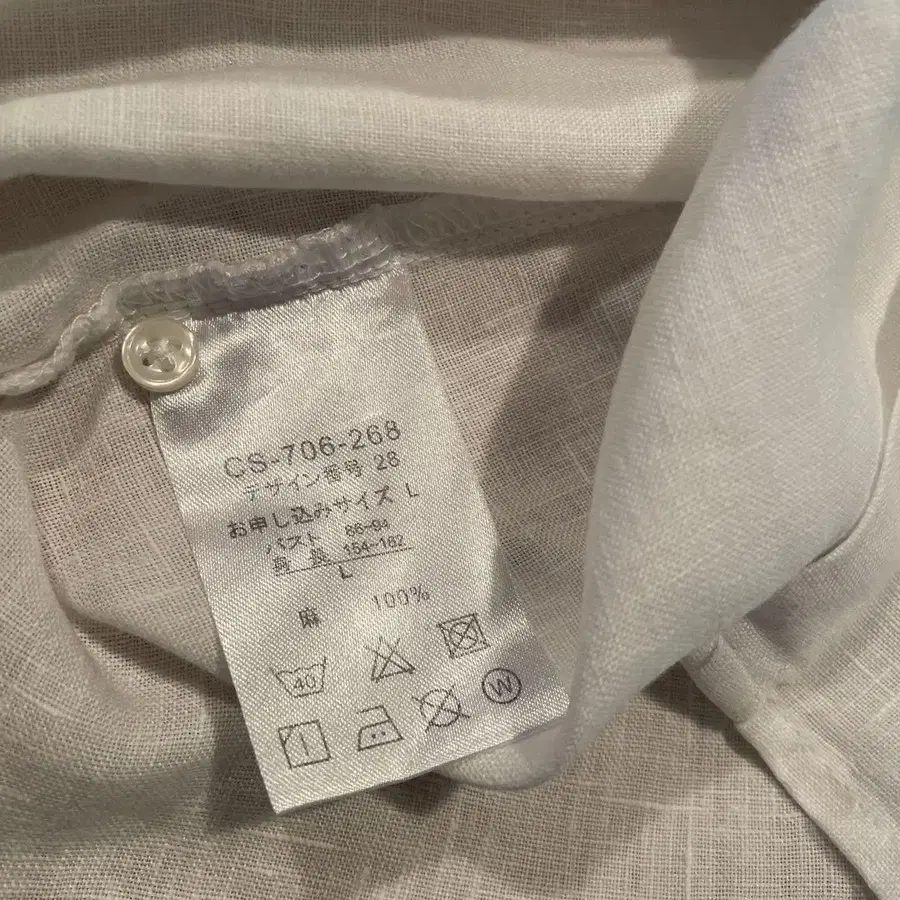 CS-706-268
デザイン番号 28
お申し込みサイズ L
バスト 86-94
身長 154-162
L
麻 100%
40
W